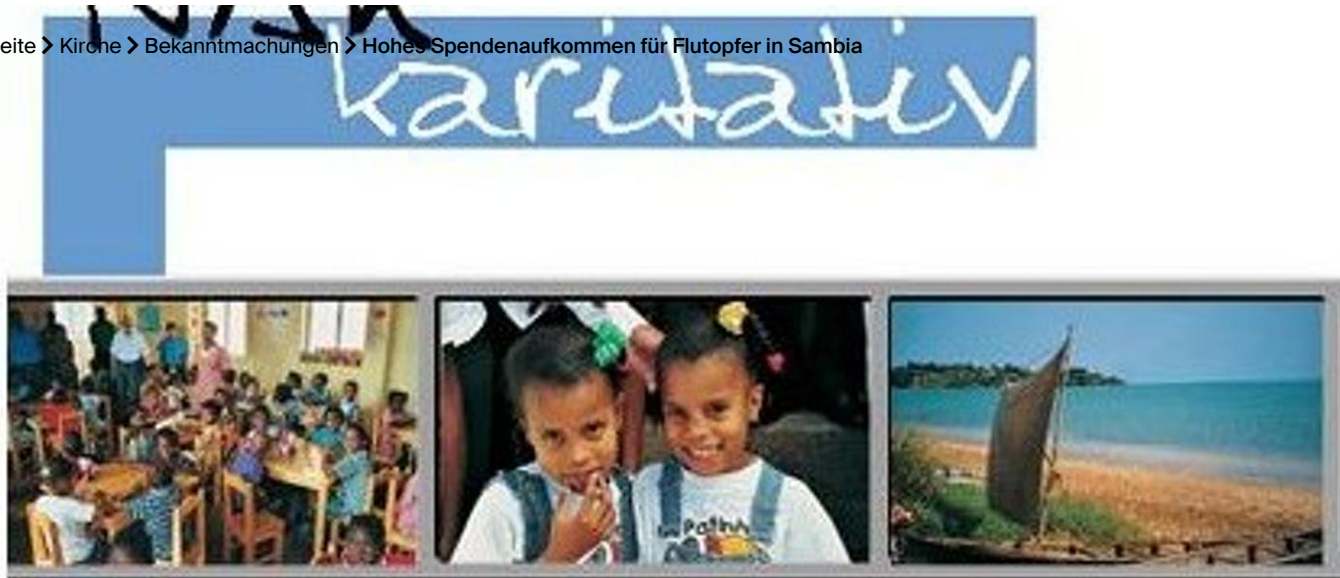 eite > Kirche > Bekanntmachungen > Hohes Spendenaufkommen für Flutopfer in Sambia
karitativ